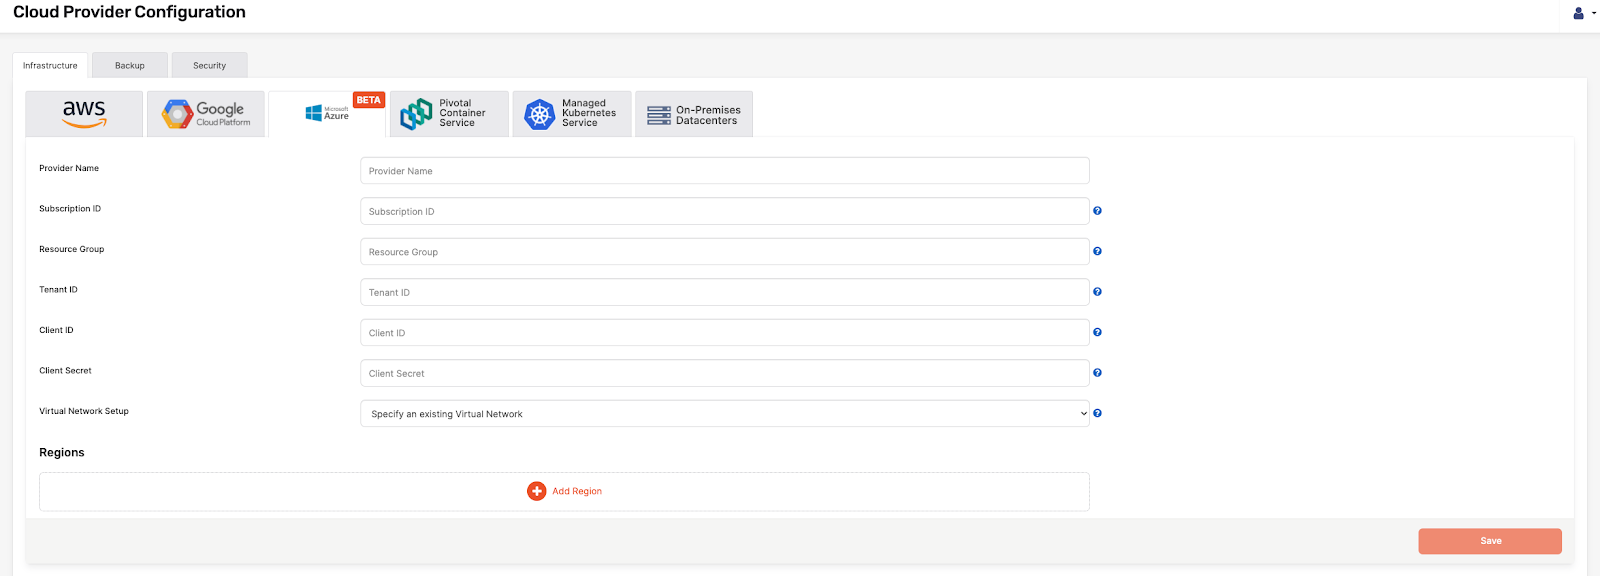 Cloud Provider Configuration
Infrastructure
Backup
Security
aws
Google
Cloud Platform
Microsoft
Azure
BETA
Pivotal
Container
Service
Managed
Kubernetes
Service
On-Premises
Datacenters
Provider Name
Provider Name
Subscription ID
Subscription ID
?
Resource Group
Resource Group
?
Tenant ID
Tenant ID
?
Client ID
Client ID
?
Client Secret
Client Secret
?
Virtual Network Setup
Specify an existing Virtual Network
?
Regions
Add Region
Save